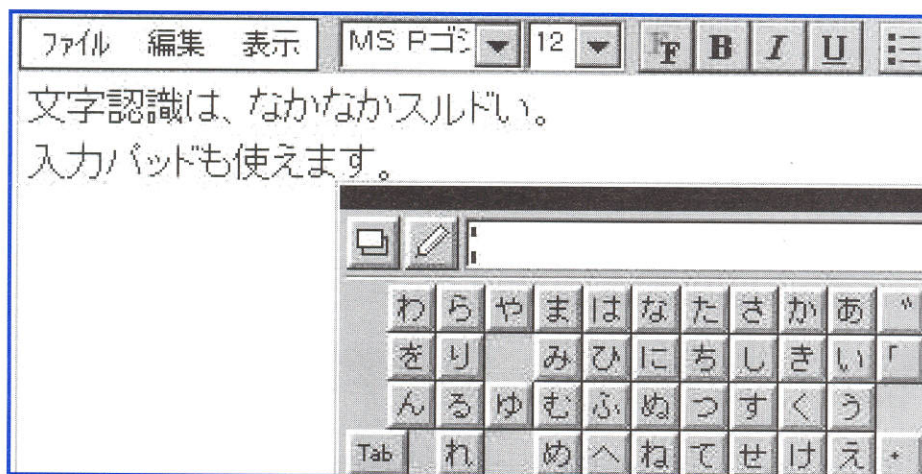 ファイル 編集 表示 MS Pゴシ 12 F B I U
文字認識は、なかなかスルドい。
入力パッドも使えます。
わ ら や ま は な た さ か あ ゛
を り み ひ に ち し き い 「
ん る ゆ む ふ ぬ つ す く う
Tab れ め へ ね て せ け え